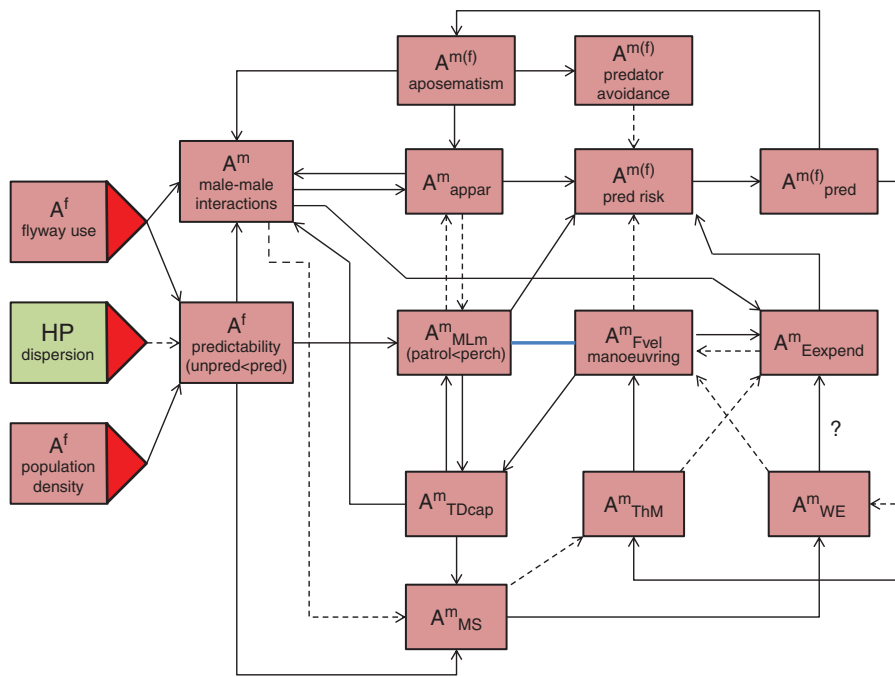 A^m(f)
aposematism
A^m(f)
predator
avoidance
A^m
male-male
interactions
A^m appar
A^m(f)
pred risk
A^m(f) pred
A^f
flyway use
HP
dispersion
A^f
predictability
(unpred<pred)
A^m MLm
(patrol<perch)
A^m Fvel
manoeuvring
A^m Eexpend
A^f
population
density
?
A^m TDcap
A^m ThM
A^m WE
A^m MS